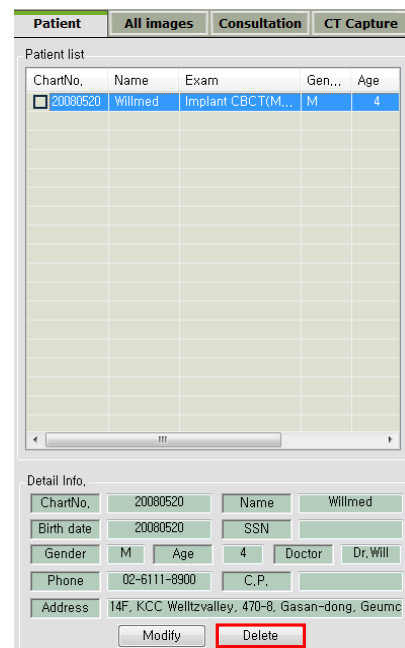 Patient All images Consultation CT Capture
Patient list
ChartNo, Name Exam Gen,,, Age
20080520 Willmed Implant CBCT(M,,, M 4
Detail Info,
ChartNo, 20080520 Name Willmed
Birth date 20080520 SSN
Gender M Age 4 Doctor Dr, Will
Phone 02-6111-8900 C,P,
Address 14F, KCC Welltzvalley, 470-8, Gasan-dong, Geumc
Modify Delete